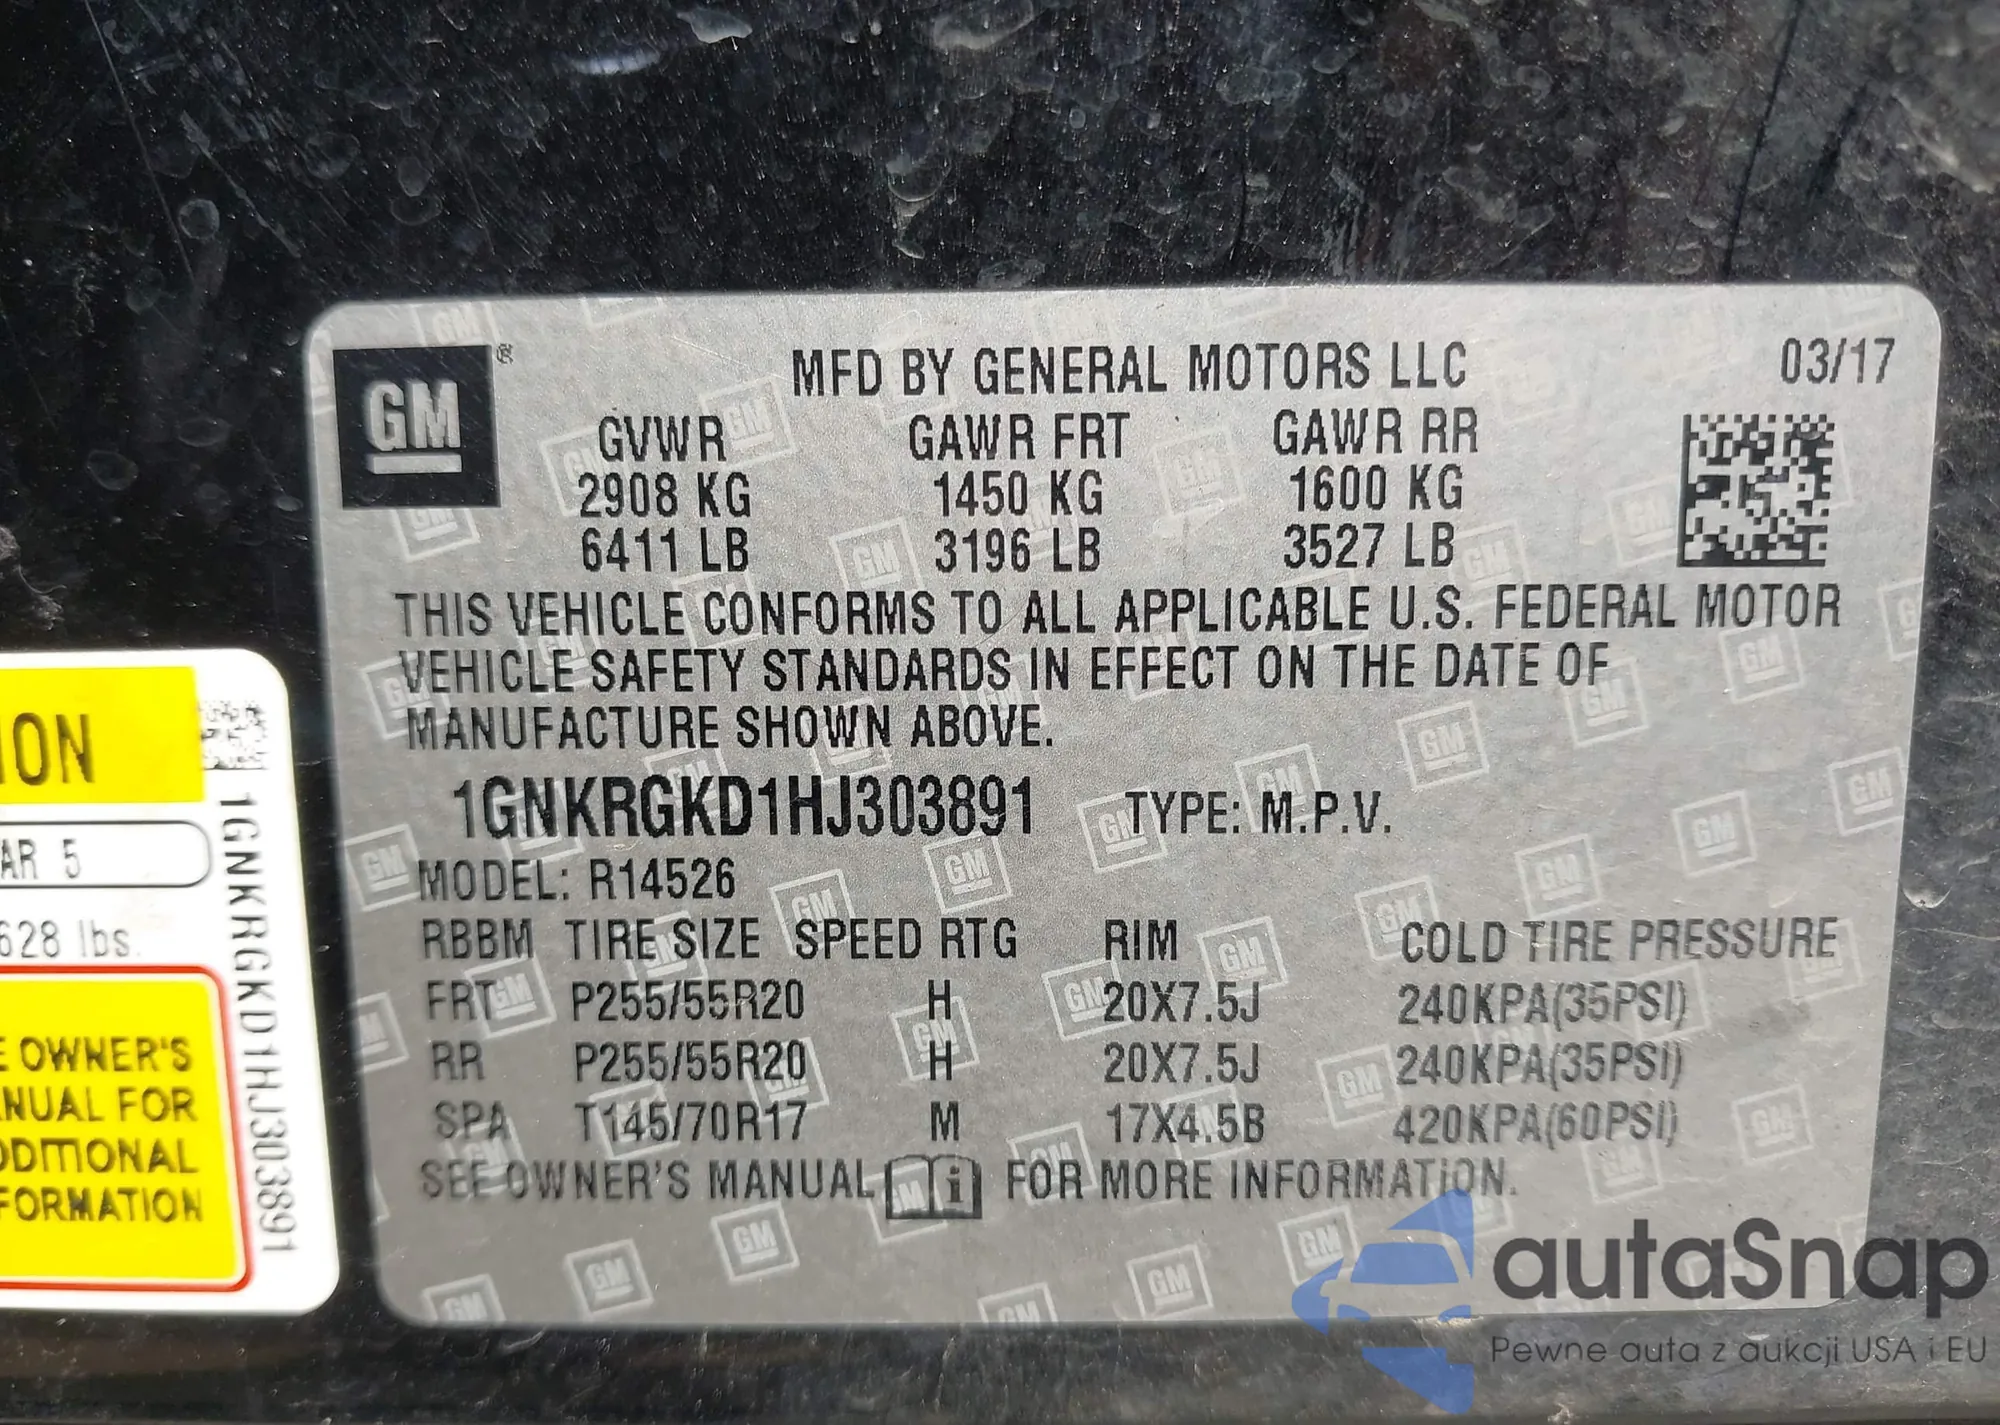 GM®
MFD BY GENERAL MOTORS LLC 03/17
GVWR GAWR FRT GAWR RR
2908 KG 1450 KG 1600 KG
6411 LB 3196 LB 3527 LB
THIS VEHICLE CONFORMS TO ALL APPLICABLE U.S. FEDERAL MOTOR
VEHICLE SAFETY STANDARDS IN EFFECT ON THE DATE OF
MANUFACTURE SHOWN ABOVE.
1GNKRGKD1HJ303891 TYPE: M.P.V.
MODEL: R14526
RBBM TIRE SIZE SPEED RTG RIM COLD TIRE PRESSURE
FRT P255/55R20 H 20X7.5J 240KPA(35PSI)
RR P255/55R20 H 20X7.5J 240KPA(35PSI)
SPA T145/70R17 M 17X4.5B 420KPA(60PSI)
SEE OWNER'S MANUAL i FOR MORE INFORMATION.
ION
AR 5
628 lbs.
E OWNER'S
NUAL FOR
DDITIONAL
FORMATION
1GNKRGKD1HJ303891
autaSnap
Pewne auta z aukcji USA i EU